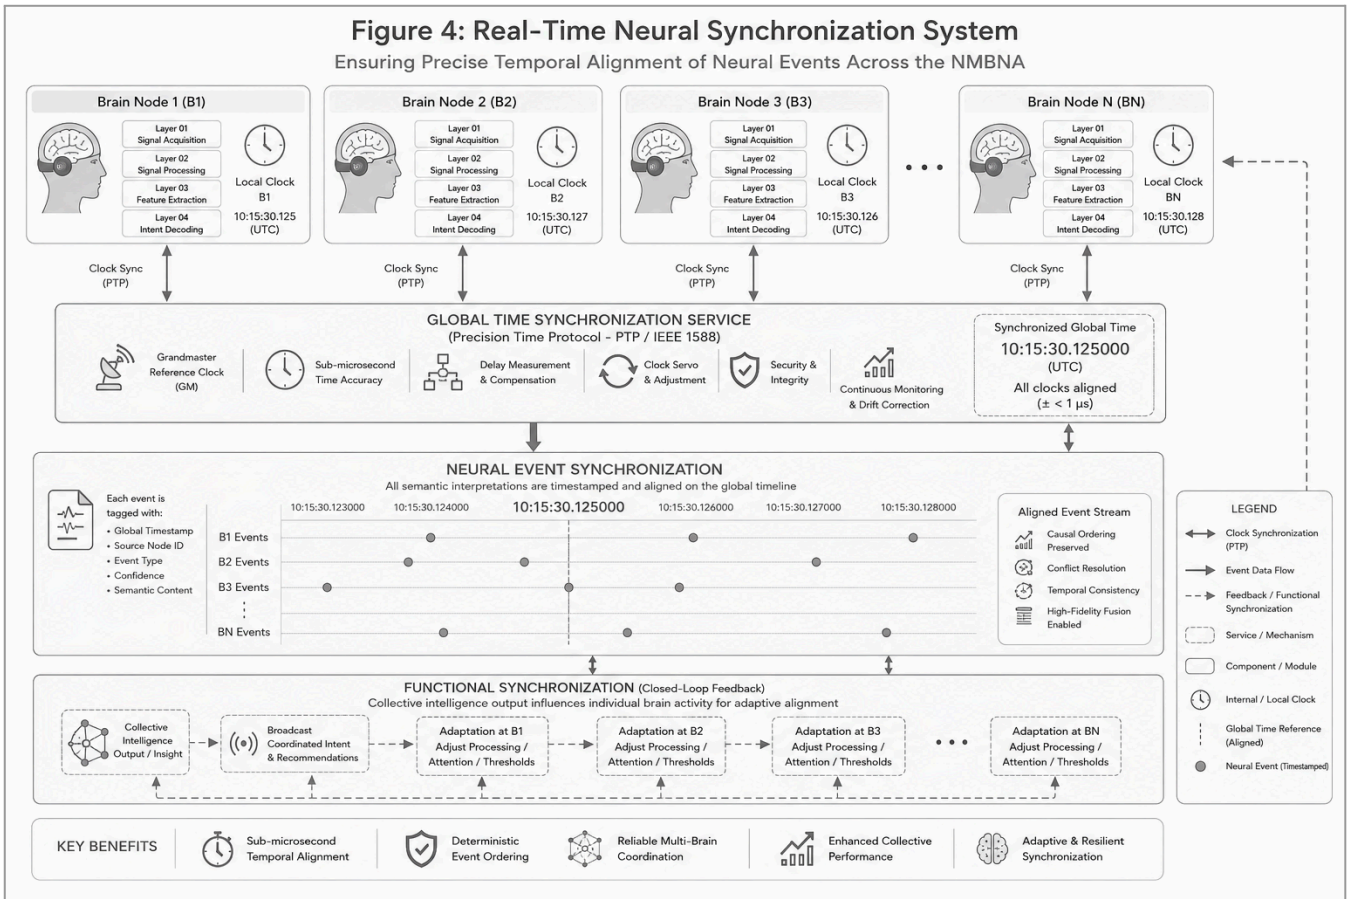 Figure 4: Real-Time Neural Synchronization System
Ensuring Precise Temporal Alignment of Neural Events Across the NMBNA
Brain Node 1 (B1)
Layer 01
Signal Acquisition
Layer 02
Signal Processing
Layer 03
Feature Extraction
Layer 04
Intent Decoding
Local Clock
B1
10:15:30.125
(UTC)
Brain Node 2 (B2)
Layer 01
Signal Acquisition
Layer 02
Signal Processing
Layer 03
Feature Extraction
Layer 04
Intent Decoding
Local Clock
B2
10:15:30.127
(UTC)
Brain Node 3 (B3)
Layer 01
Signal Acquisition
Layer 02
Signal Processing
Layer 03
Feature Extraction
Layer 04
Intent Decoding
Local Clock
B3
10:15:30.126
(UTC)
Brain Node N (BN)
Layer 01
Signal Acquisition
Layer 02
Signal Processing
Layer 03
Feature Extraction
Layer 04
Intent Decoding
Local Clock
BN
10:15:30.128
(UTC)
Clock Sync
(PTP)
Clock Sync
(PTP)
Clock Sync
(PTP)
Clock Sync
(PTP)
GLOBAL TIME SYNCHRONIZATION SERVICE
(Precision Time Protocol - PTP / IEEE 1588)
Grandmaster
Reference Clock
(GM)
Sub-microsecond
Time Accuracy
Delay Measurement
& Compensation
Clock Servo
& Adjustment
Security &
Integrity
Continuous Monitoring
& Drift Correction
Synchronized Global Time
10:15:30.125000
(UTC)
All clocks aligned
(± < 1 µs)
NEURAL EVENT SYNCHRONIZATION
All semantic interpretations are timestamped and aligned on the global timeline
Each event is
tagged with:
• Global Timestamp
• Source Node ID
• Event Type
• Confidence
• Semantic Content
10:15:30.123000
10:15:30.124000
10:15:30.125000
10:15:30.126000
10:15:30.127000
10:15:30.128000
B1 Events
B2 Events
B3 Events
BN Events
Aligned Event Stream
Causal Ordering
Preserved
Conflict Resolution
Temporal Consistency
High-Fidelity Fusion
Enabled
LEGEND
Clock Synchronization
(PTP)
Event Data Flow
Feedback / Functional
Synchronization
Service / Mechanism
Component / Module
Internal / Local Clock
Global Time Reference
(Aligned)
Neural Event (Timestamped)
FUNCTIONAL SYNCHRONIZATION (Closed-Loop Feedback)
Collective intelligence output influences individual brain activity for adaptive alignment
Collective
Intelligence
Output / Insight
Broadcast
Coordinated Intent
& Recommendations
Adaptation at B1
Adjust Processing /
Attention / Thresholds
Adaptation at B2
Adjust Processing /
Attention / Thresholds
Adaptation at B3
Adjust Processing /
Attention / Thresholds
Adaptation at BN
Adjust Processing /
Attention / Thresholds
KEY BENEFITS
Sub-microsecond
Temporal Alignment
Deterministic
Event Ordering
Reliable Multi-Brain
Coordination
Enhanced Collective
Performance
Adaptive & Resilient
Synchronization